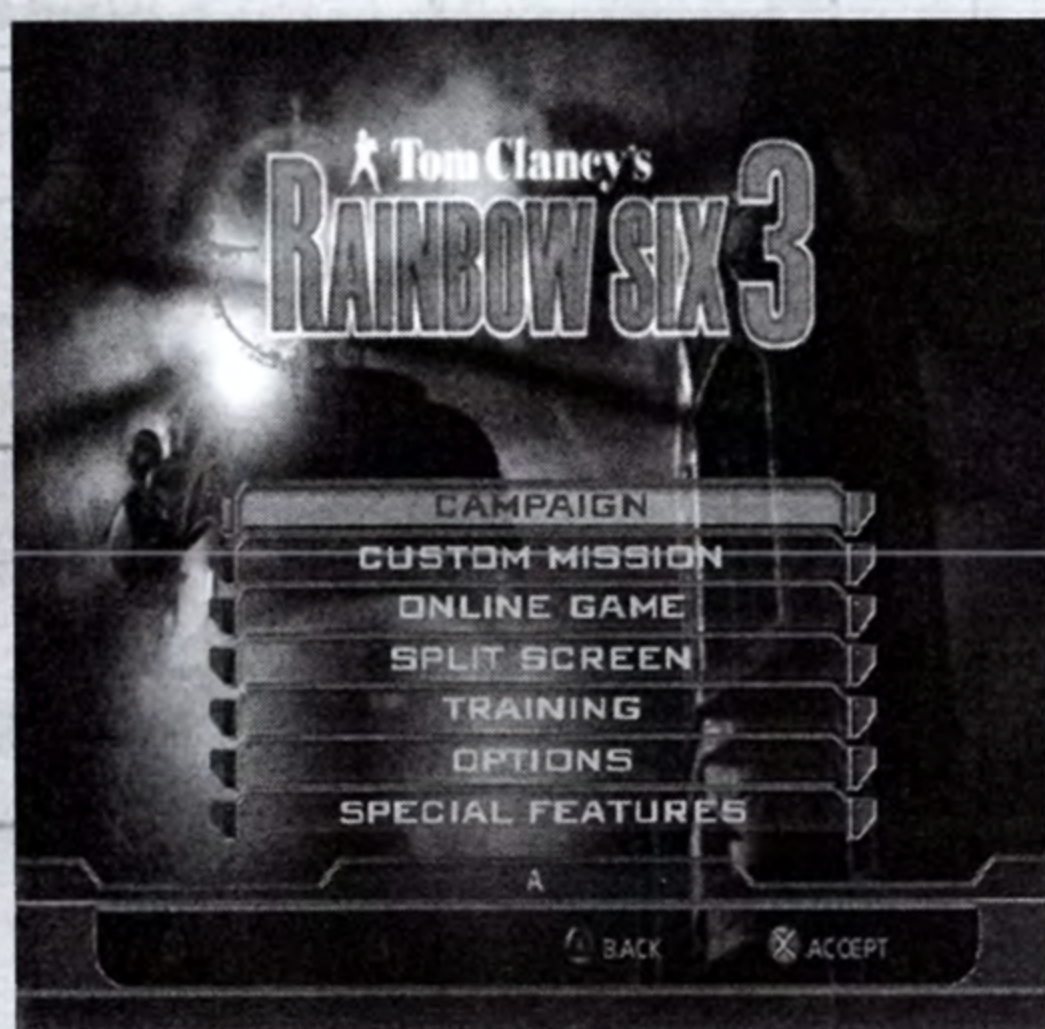 Tom Clancy's
RAINBOW SIX 3
CAMPAIGN
CUSTOM MISSION
ONLINE GAME
SPLIT SCREEN
TRAINING
OPTIONS
SPECIAL FEATURES
A
BACK
ACCEPT